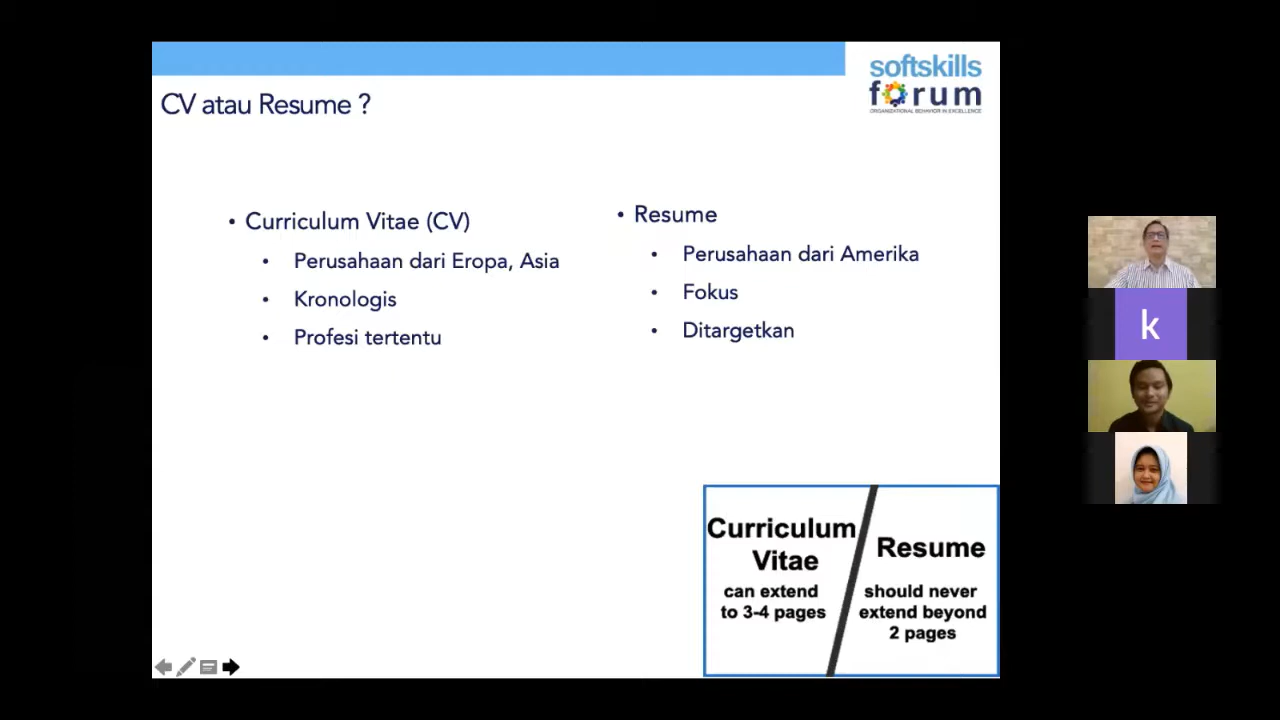 softskills
forum
ORGANIZATIONAL BEHAVIOR IN EXCELLENCE
CV atau Resume ?
• Curriculum Vitae (CV)
• Perusahaan dari Eropa, Asia
• Kronologis
• Profesi tertentu
• Resume
• Perusahaan dari Amerika
• Fokus
• Ditargetkan
k
Curriculum
Vitae
can extend
to 3-4 pages
Resume
should never
extend beyond
2 pages